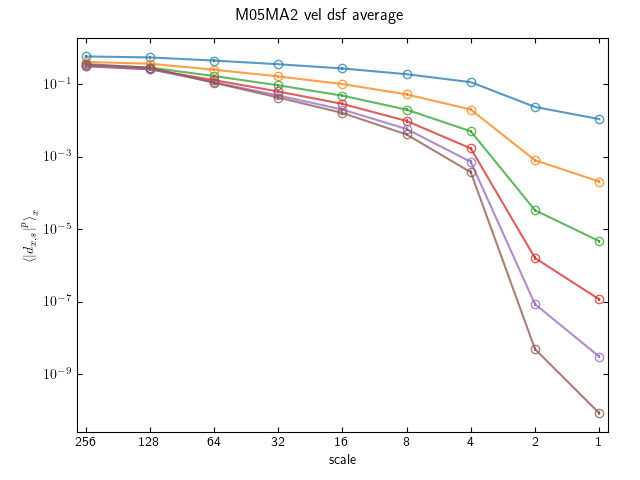 M05MA2 vel dsf average
10⁻¹
10⁻³
10⁻⁵
10⁻⁷
10⁻⁹
⟨|d_{x,s}|^p⟩_x
256 128 64 32 16 8 4 2 1
scale